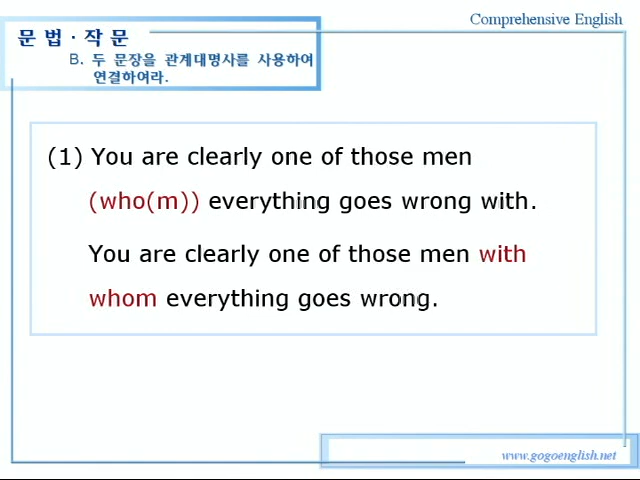 Comprehensive English
문 법 · 작 문
B. 두 문장을 관계대명사를 사용하여
연결하여라.
(1) You are clearly one of those men
(who(m)) everything goes wrong with.
You are clearly one of those men with
whom everything goes wrong.
www.gogoenglish.net